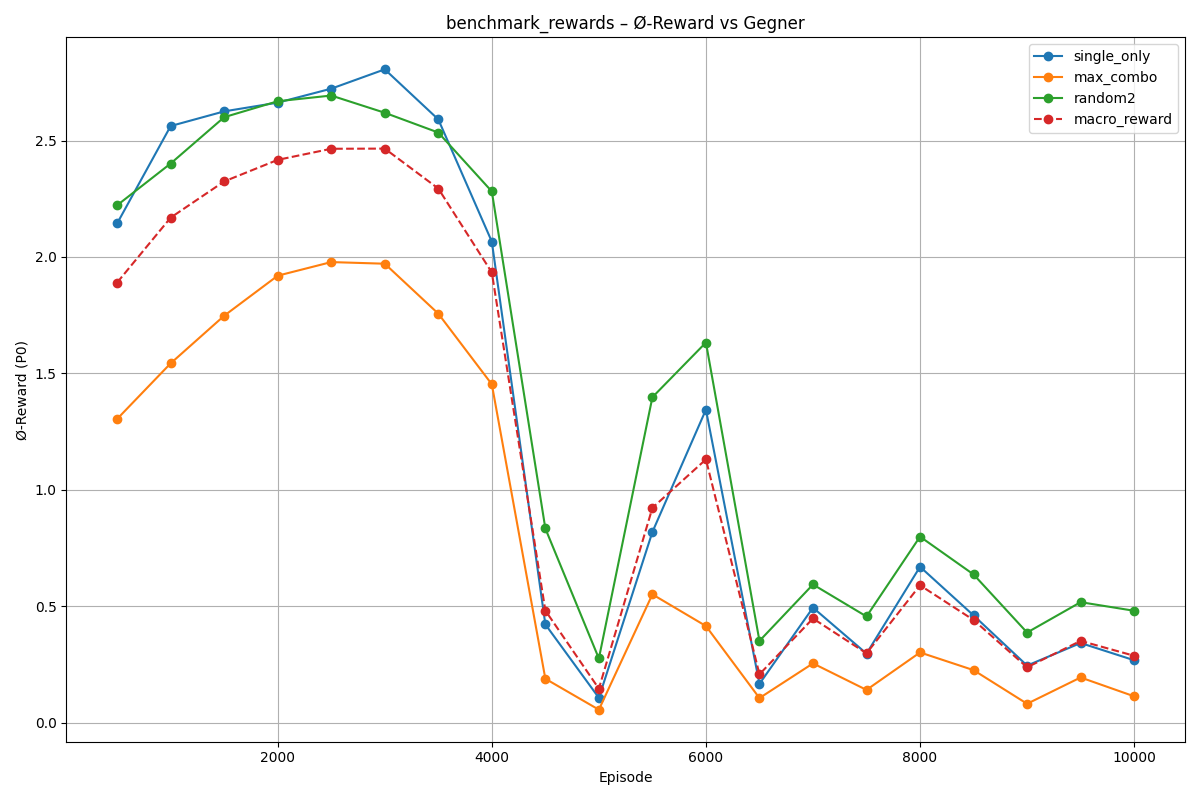 benchmark_rewards – Ø-Reward vs Gegner
single_only
max_combo
random2
macro_reward
Ø-Reward (P0)
2.5
2.0
1.5
1.0
0.5
0.0
2000
4000
6000
8000
10000
Episode